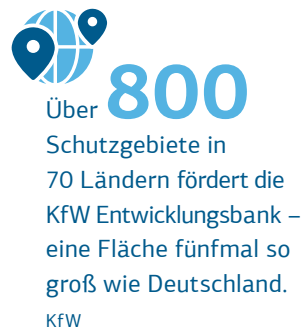 Über 800
Schutzgebiete in
70 Ländern fördert die
KfW Entwicklungsbank –
eine Fläche fünfmal so
groß wie Deutschland.
KfW